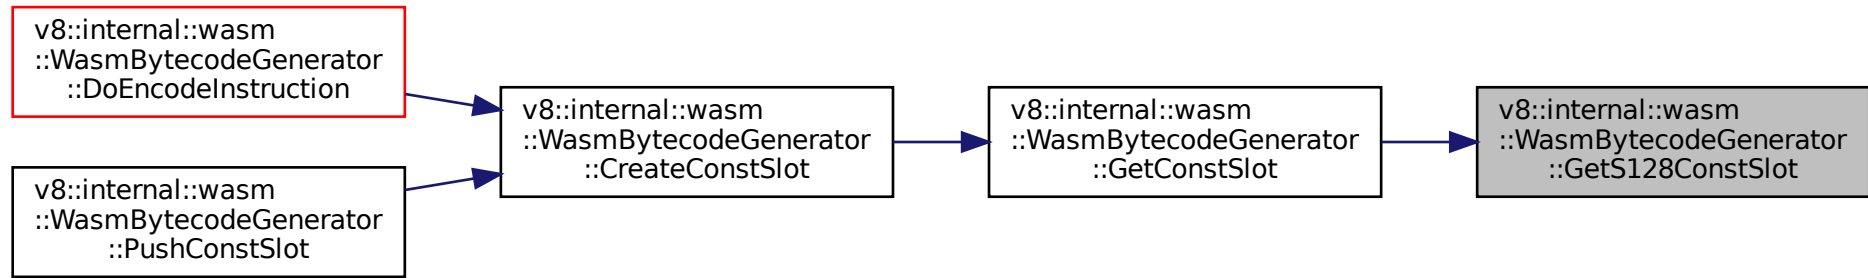 v8::internal::wasm
::WasmBytecodeGenerator
::DoEncodeInstruction
v8::internal::wasm
::WasmBytecodeGenerator
::PushConstSlot
v8::internal::wasm
::WasmBytecodeGenerator
::CreateConstSlot
v8::internal::wasm
::WasmBytecodeGenerator
::GetConstSlot
v8::internal::wasm
::WasmBytecodeGenerator
::GetS128ConstSlot